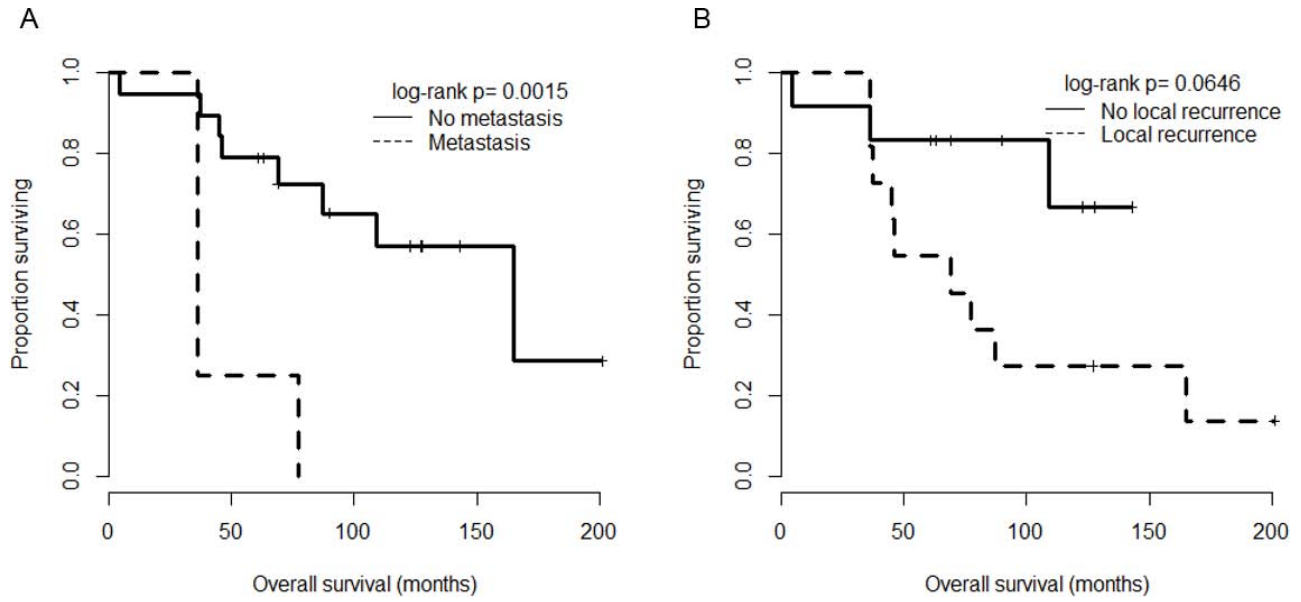 A
log-rank p= 0.0015
No metastasis
Metastasis
Proportion surviving
1.0
0.8
0.6
0.4
0.2
0.0
0 50 100 150 200
Overall survival (months)
B
log-rank p= 0.0646
No local recurrence
Local recurrence
Proportion surviving
1.0
0.8
0.6
0.4
0.2
0.0
0 50 100 150 200
Overall survival (months)